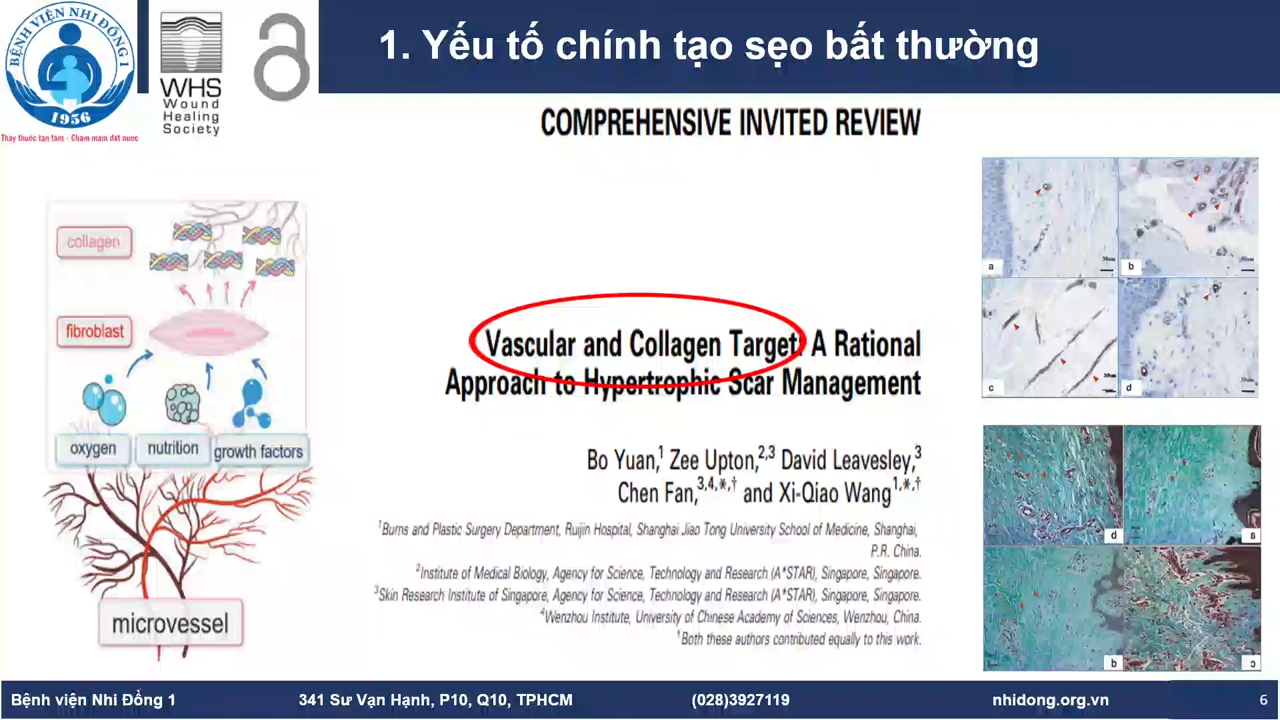 BỆNH VIỆN NHI ĐỒNG 1
1956
Thầy thuốc tận tâm - Chăm mầm đất nước
WHS
Wound
Healing
Society
1. Yếu tố chính tạo sẹo bất thường
COMPREHENSIVE INVITED REVIEW
collagen
fibroblast
oxygen
nutrition
growth factors
microvessel
Vascular and Collagen Target: A Rational
Approach to Hypertrophic Scar Management
Bo Yuan,1 Zee Upton,2,3 David Leavesley,3
Chen Fan,3,4,*,† and Xi-Qiao Wang1,*,†
1Burns and Plastic Surgery Department, Ruijin Hospital, Shanghai Jiao Tong University School of Medicine, Shanghai,
P.R. China.
2Institute of Medical Biology, Agency for Science, Technology and Research (A*STAR), Singapore, Singapore.
3Skin Research Institute of Singapore, Agency for Science, Technology and Research (A*STAR), Singapore, Singapore.
4Wenzhou Institute, University of Chinese Academy of Sciences, Wenzhou, China.
†Both these authors contributed equally to this work.
a
b
c
d
b
a
b
c
Bệnh viện Nhi Đồng 1
341 Sư Vạn Hạnh, P10, Q10, TPHCM
(028)3927119
nhidong.org.vn
6